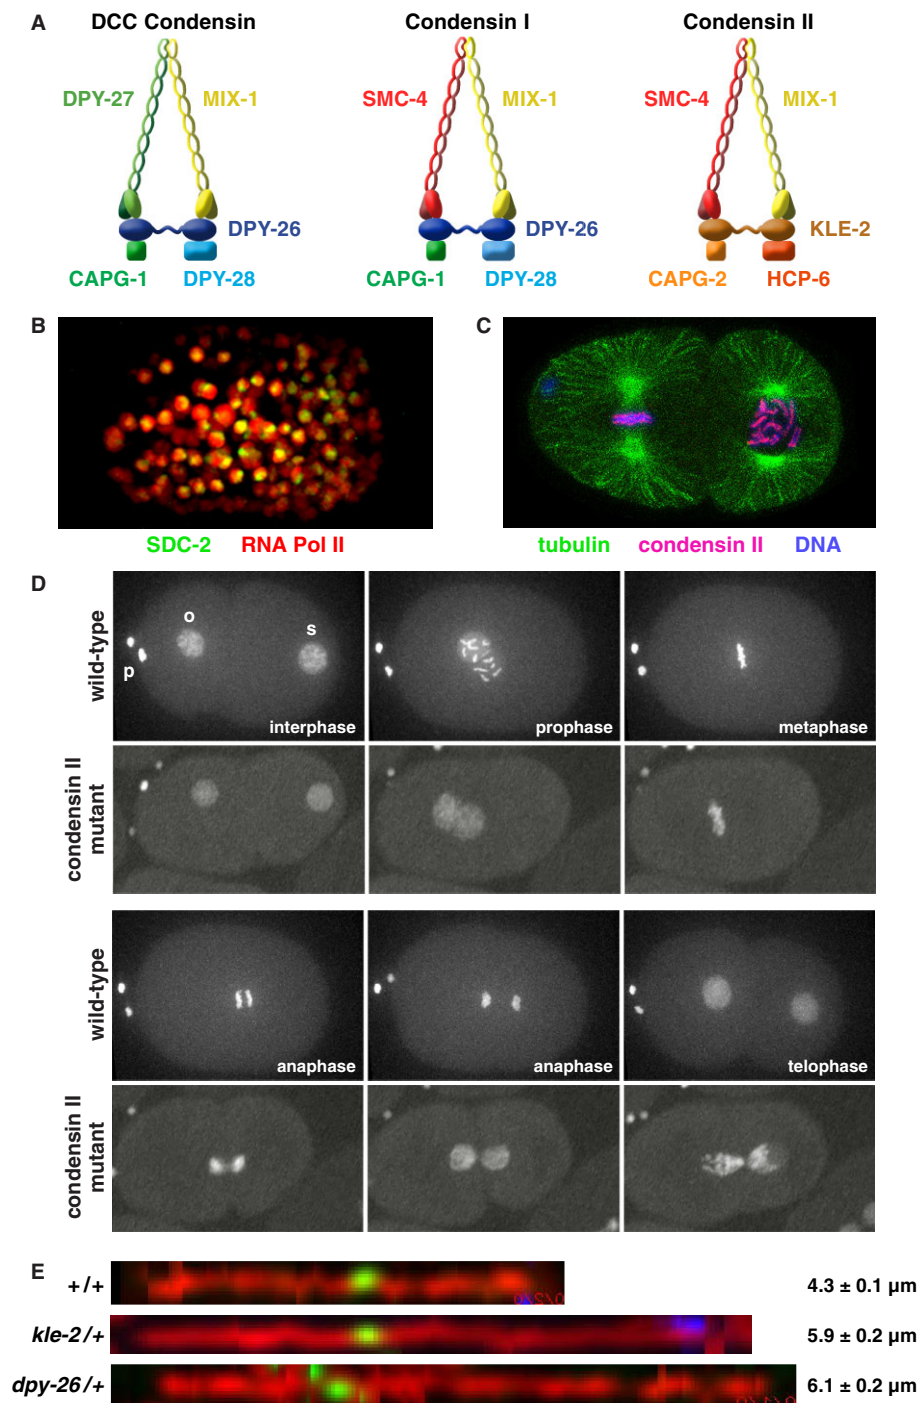 A
DCC Condensin
Condensin I
Condensin II
DPY-27
MIX-1
SMC-4
MIX-1
SMC-4
MIX-1
DPY-26
DPY-26
KLE-2
CAPG-1
DPY-28
CAPG-1
DPY-28
CAPG-2
HCP-6
B
C
SDC-2 RNA Pol II
tubulin condensin II DNA
D
wild-type
o
s
p
interphase
prophase
metaphase
condensin II
mutant
wild-type
anaphase
anaphase
telophase
condensin II
mutant
E
+/+
4.3 ± 0.1 µm
kle-2/+
5.9 ± 0.2 µm
dpy-26/+
6.1 ± 0.2 µm